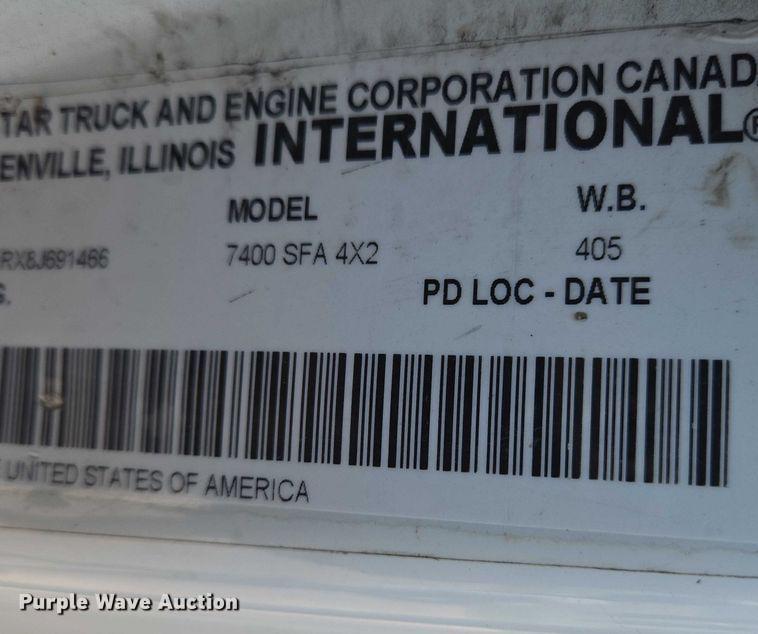 TAR TRUCK AND ENGINE CORPORATION CANAD
ENVILLE, ILLINOIS INTERNATIONAL®
MODEL W.B.
RX8J691466 7400 SFA 4X2 405
S. PD LOC - DATE
UNITED STATES OF AMERICA
Purple Wave Auction